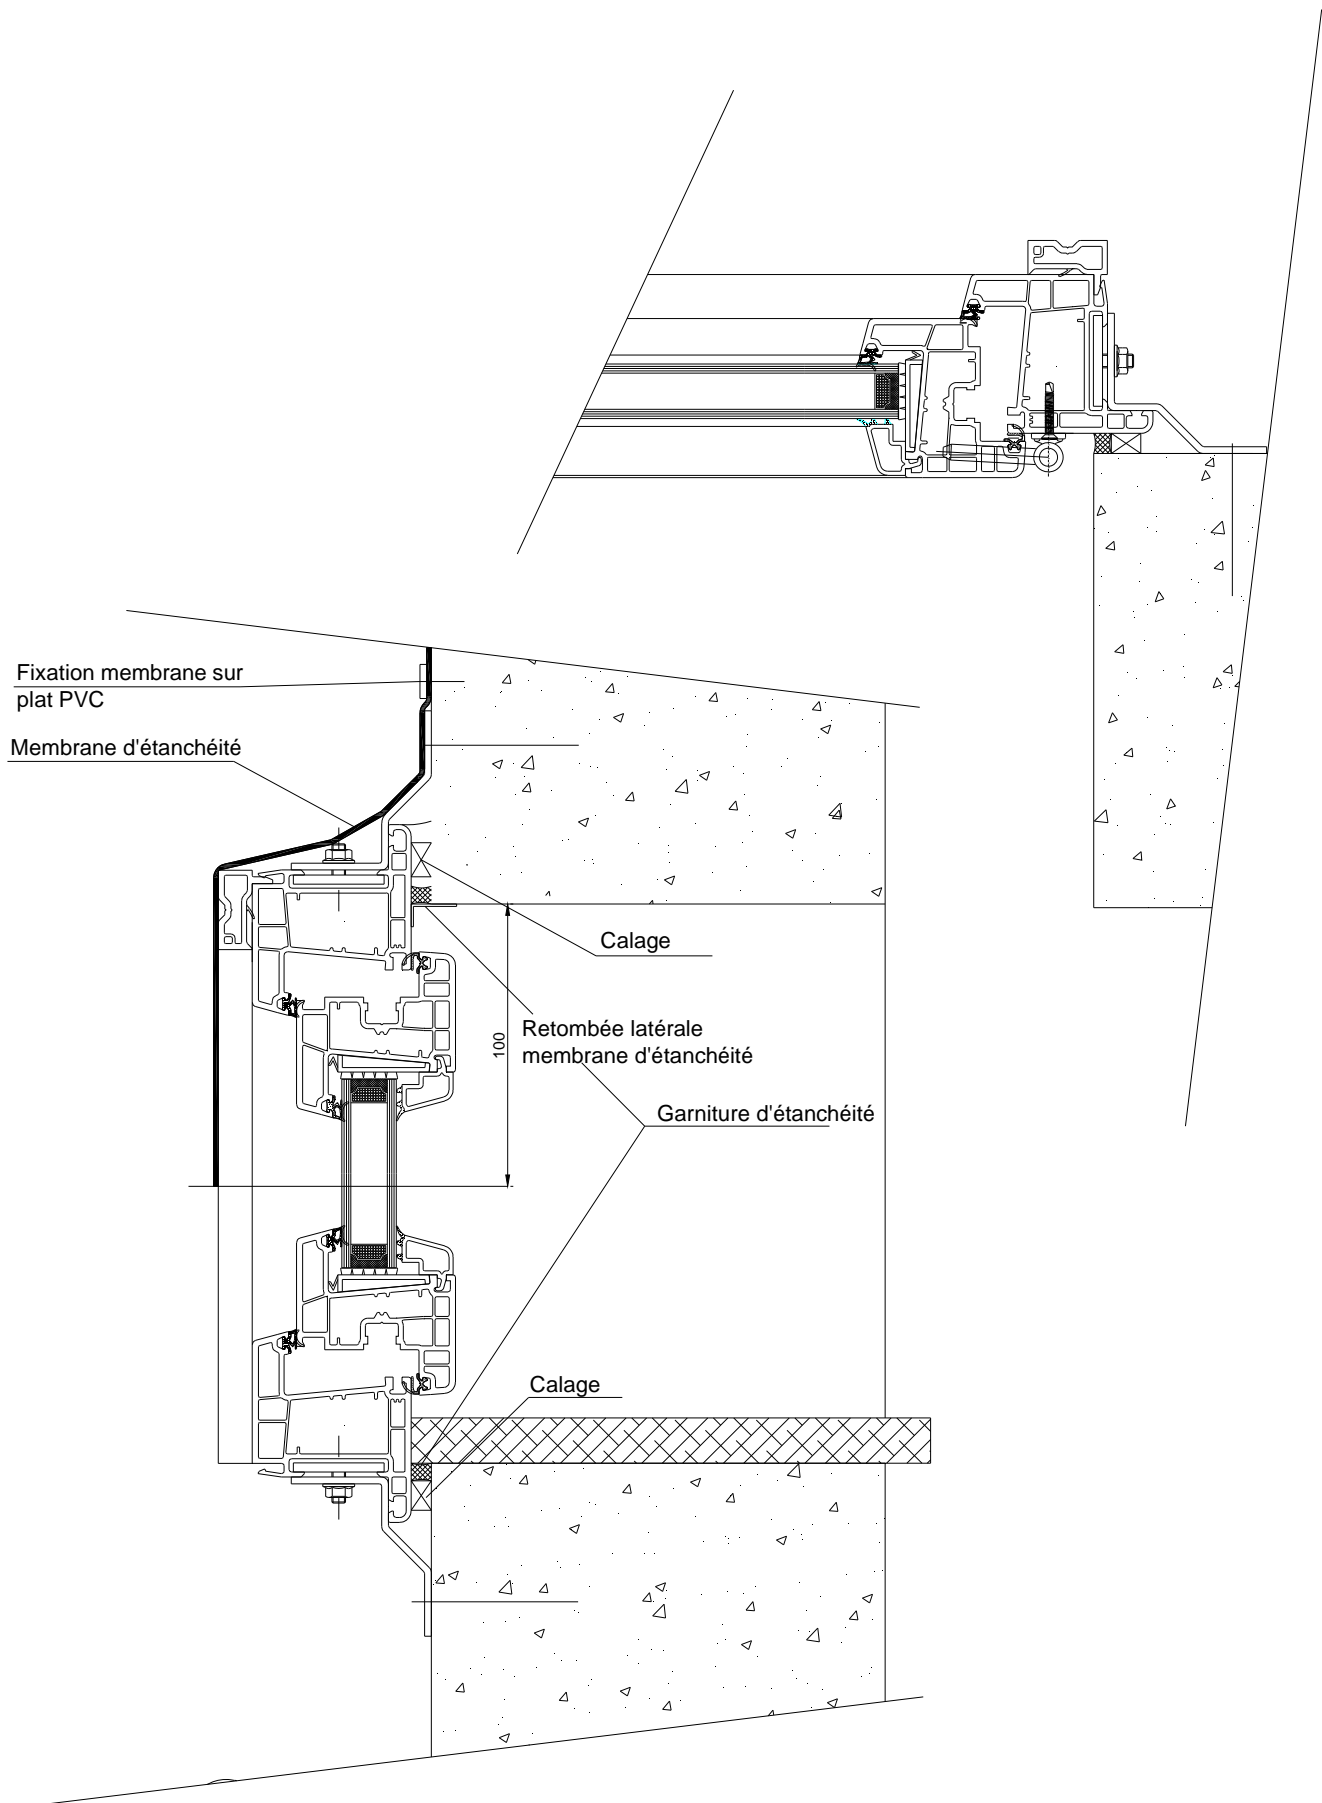 Fixation membrane sur
plat PVC
Membrane d'étanchéité
Calage
100
Retombée latérale
membrane d'étanchéité
Garniture d'étanchéité
Calage